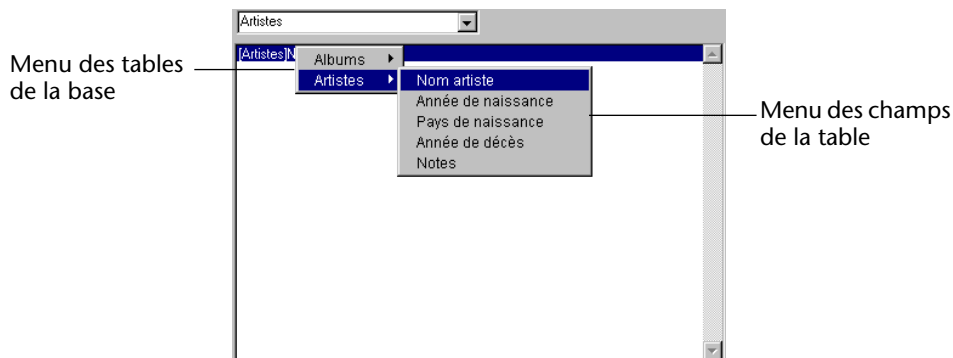 Artistes
[Artistes]N
Menu des tables
de la base
Albums
Artistes
Nom artiste
Année de naissance
Pays de naissance
Année de décès
Notes
Menu des champs
de la table